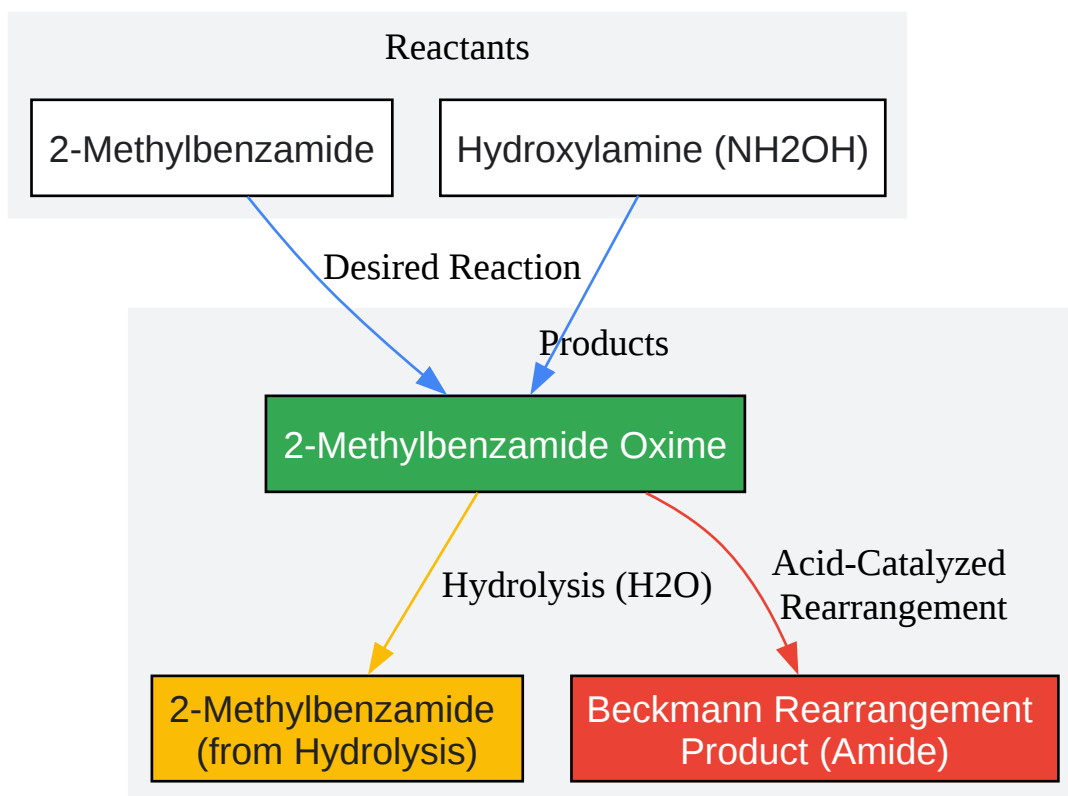 Reactants
2-Methylbenzamide
Hydroxylamine (NH2OH)
Desired Reaction
Products
2-Methylbenzamide Oxime
Hydrolysis (H2O)
Acid-Catalyzed
Rearrangement
2-Methylbenzamide
(from Hydrolysis)
Beckmann Rearrangement
Product (Amide)